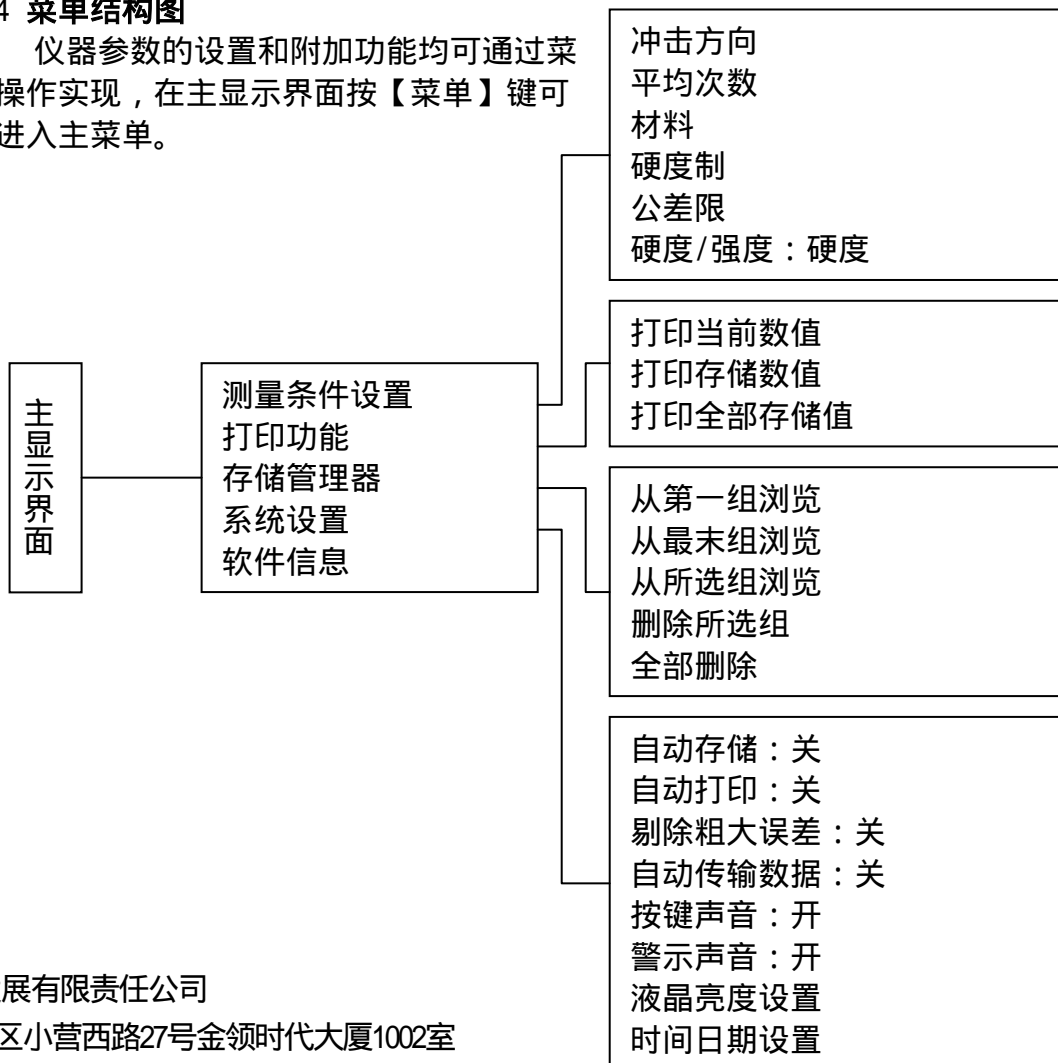 4 菜单结构图
仪器参数的设置和附加功能均可通过菜
操作实现，在主显示界面按【菜单】键可
进入主菜单。
主显示界面
测量条件设置
打印功能
存储管理器
系统设置
软件信息
冲击方向
平均次数
材料
硬度制
公差限
硬度/强度：硬度
打印当前数值
打印存储数值
打印全部存储值
从第一组浏览
从最末组浏览
从所选组浏览
删除所选组
全部删除
自动存储：关
自动打印：关
剔除粗大误差：关
自动传输数据：关
按键声音：开
警示声音：开
液晶亮度设置
时间日期设置
展有限责任公司
区小营西路27号金领时代大厦1002室